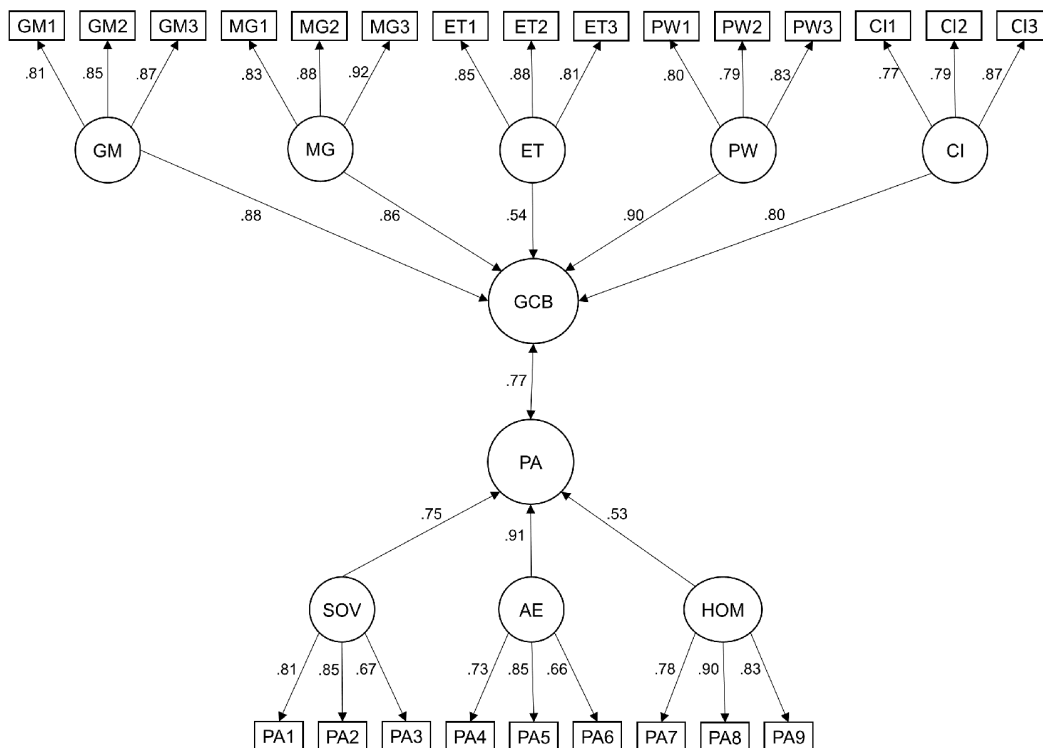 GM1 GM2 GM3 MG1 MG2 MG3 ET1 ET2 ET3 PW1 PW2 PW3 CI1 CI2 CI3
.81 .85 .87 .83 .88 .92 .85 .88 .81 .80 .79 .83 .77 .79 .87
GM MG ET PW CI
.88 .86 .54 .90 .80
GCB
.77
PA
.75 .91 .53
SOV AE HOM
.81 .85 .67 .73 .85 .66 .78 .90 .83
PA1 PA2 PA3 PA4 PA5 PA6 PA7 PA8 PA9